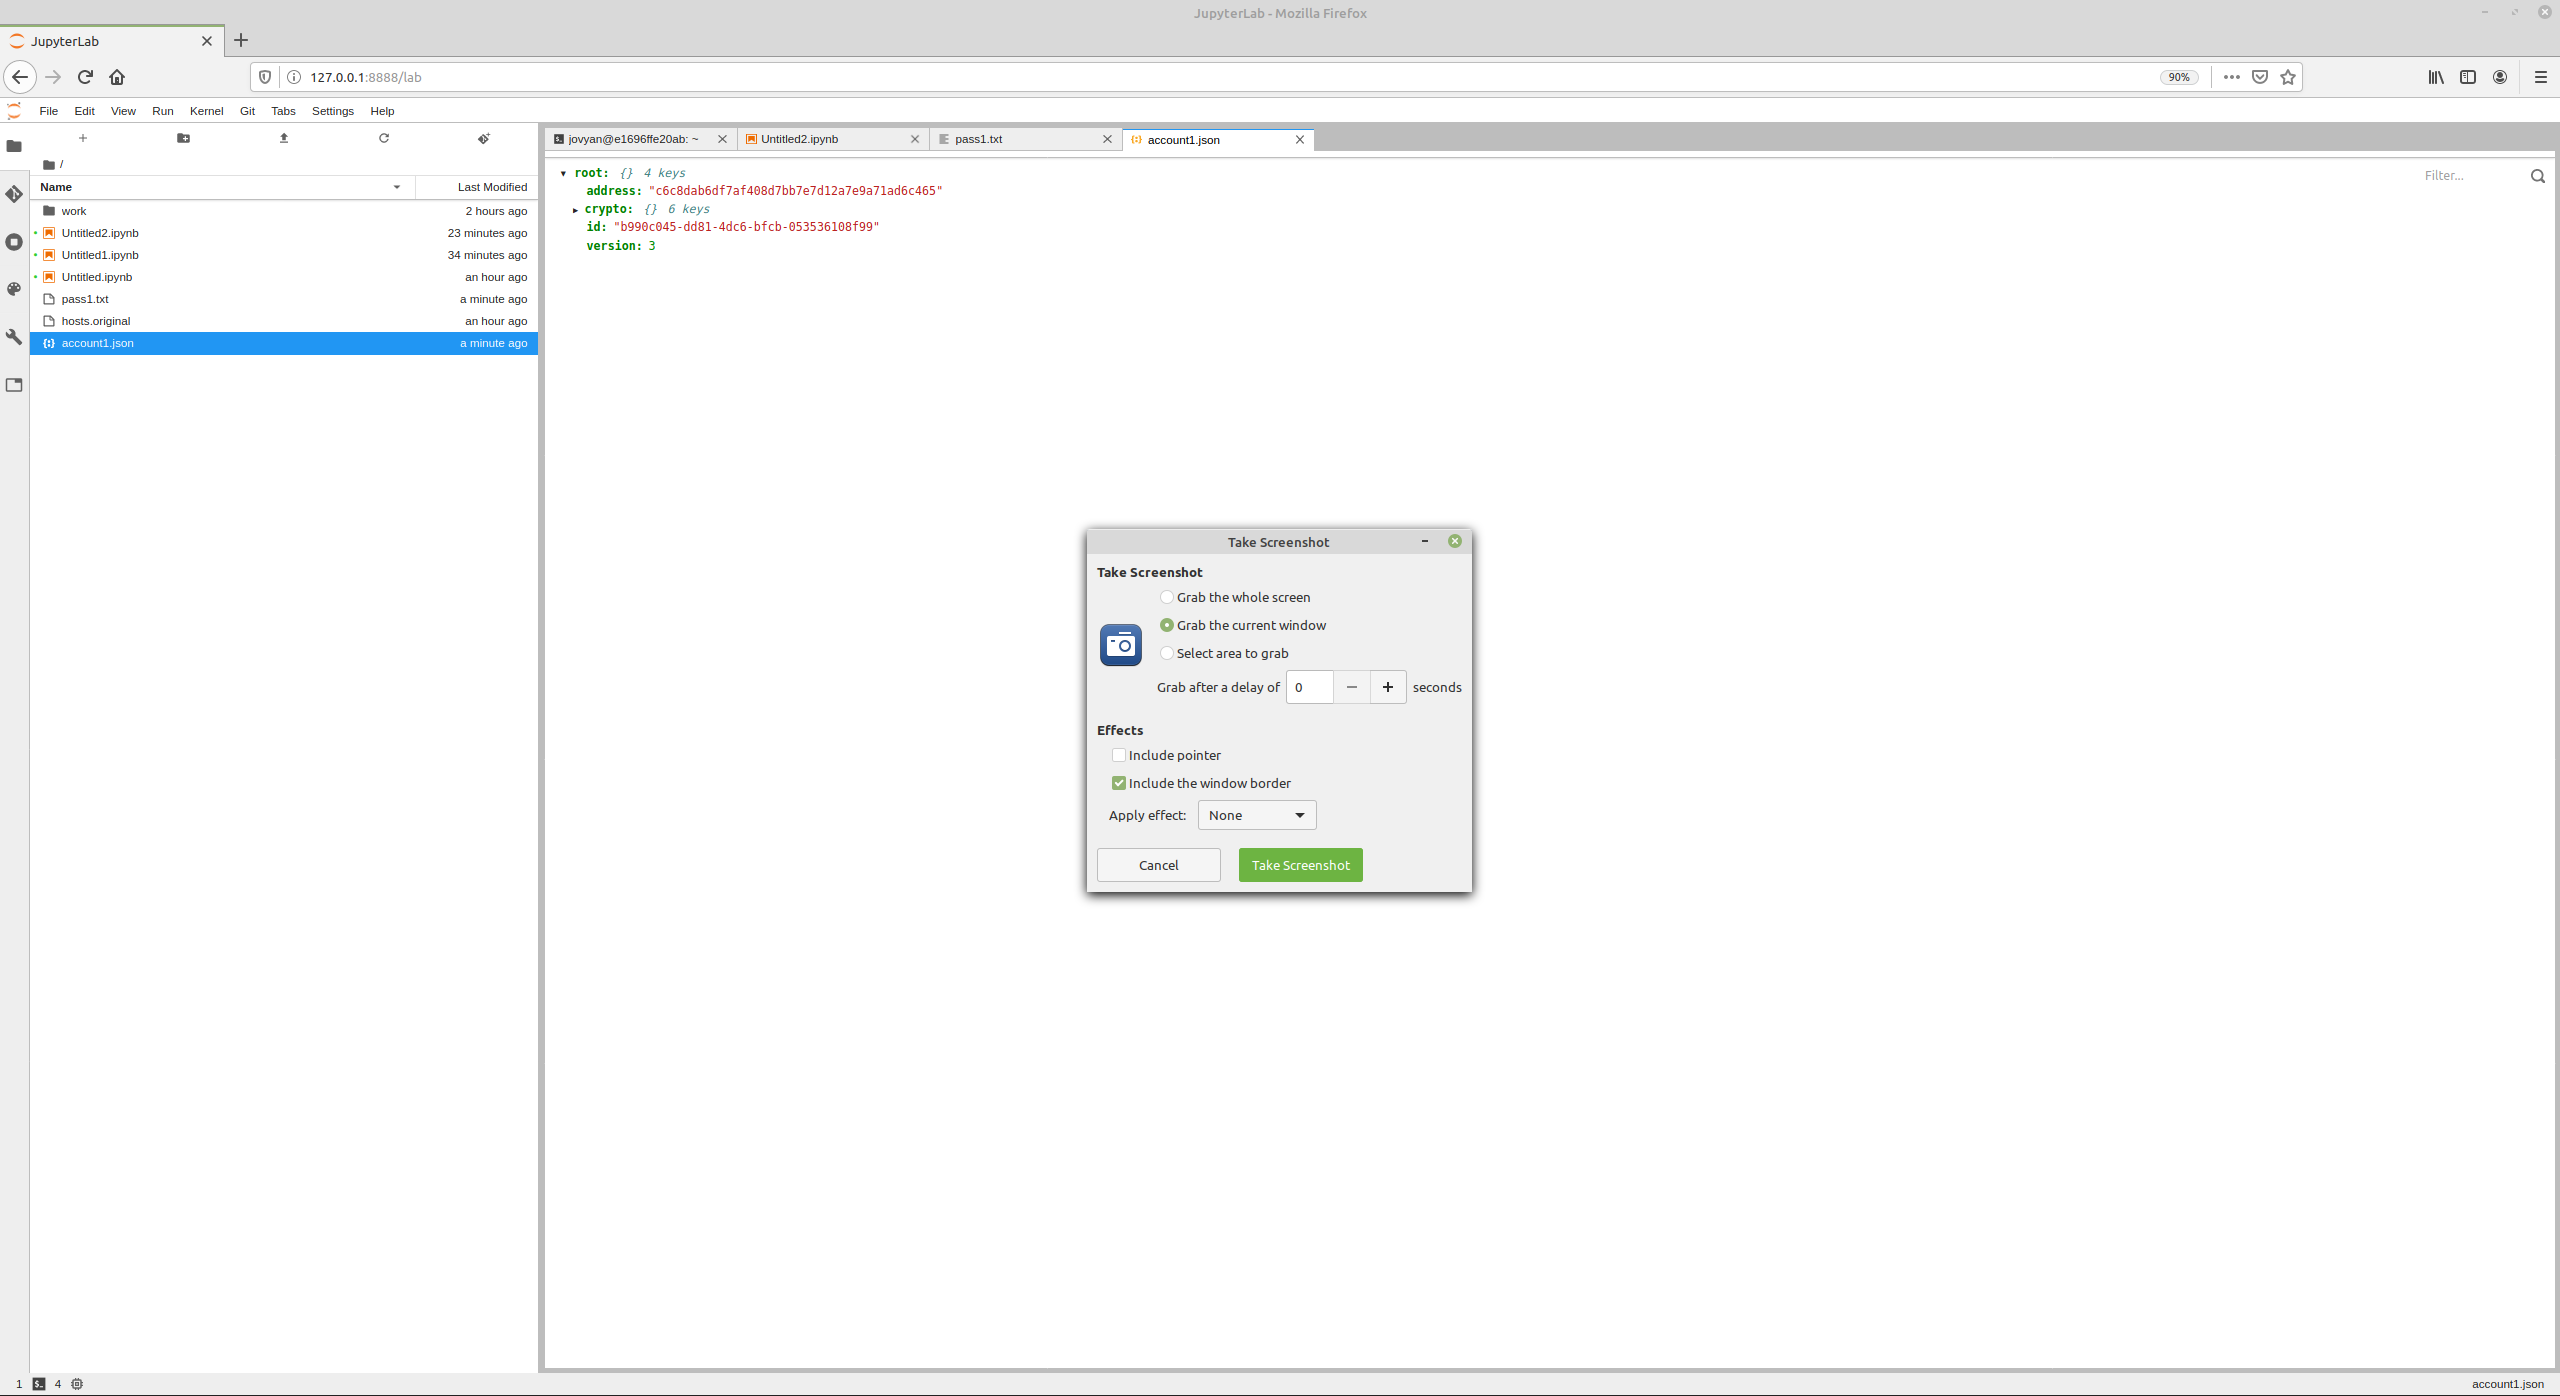 JupyterLab - Mozilla Firefox
JupyterLab
127.0.0.1:8888/lab
90%
File Edit View Run Kernel Git Tabs Settings Help
/
Name Last Modified
work 2 hours ago
Untitled2.ipynb 23 minutes ago
Untitled1.ipynb 34 minutes ago
Untitled.ipynb an hour ago
pass1.txt a minute ago
hosts.original an hour ago
account1.json a minute ago
jovyan@e1696ffe20ab: ~ Untitled2.ipynb pass1.txt account1.json
root: {} 4 keys
Filter...
address: "c6c8dab6df7af408d7bb7e7d12a7e9a71ad6c465"
crypto: {} 6 keys
id: "b990c045-dd81-4dc6-bfcb-053536108f99"
version: 3
Take Screenshot
Take Screenshot
Grab the whole screen
Grab the current window
Select area to grab
Grab after a delay of 0 − + seconds
Effects
Include pointer
Include the window border
Apply effect: None
Cancel Take Screenshot
1 4
account1.json